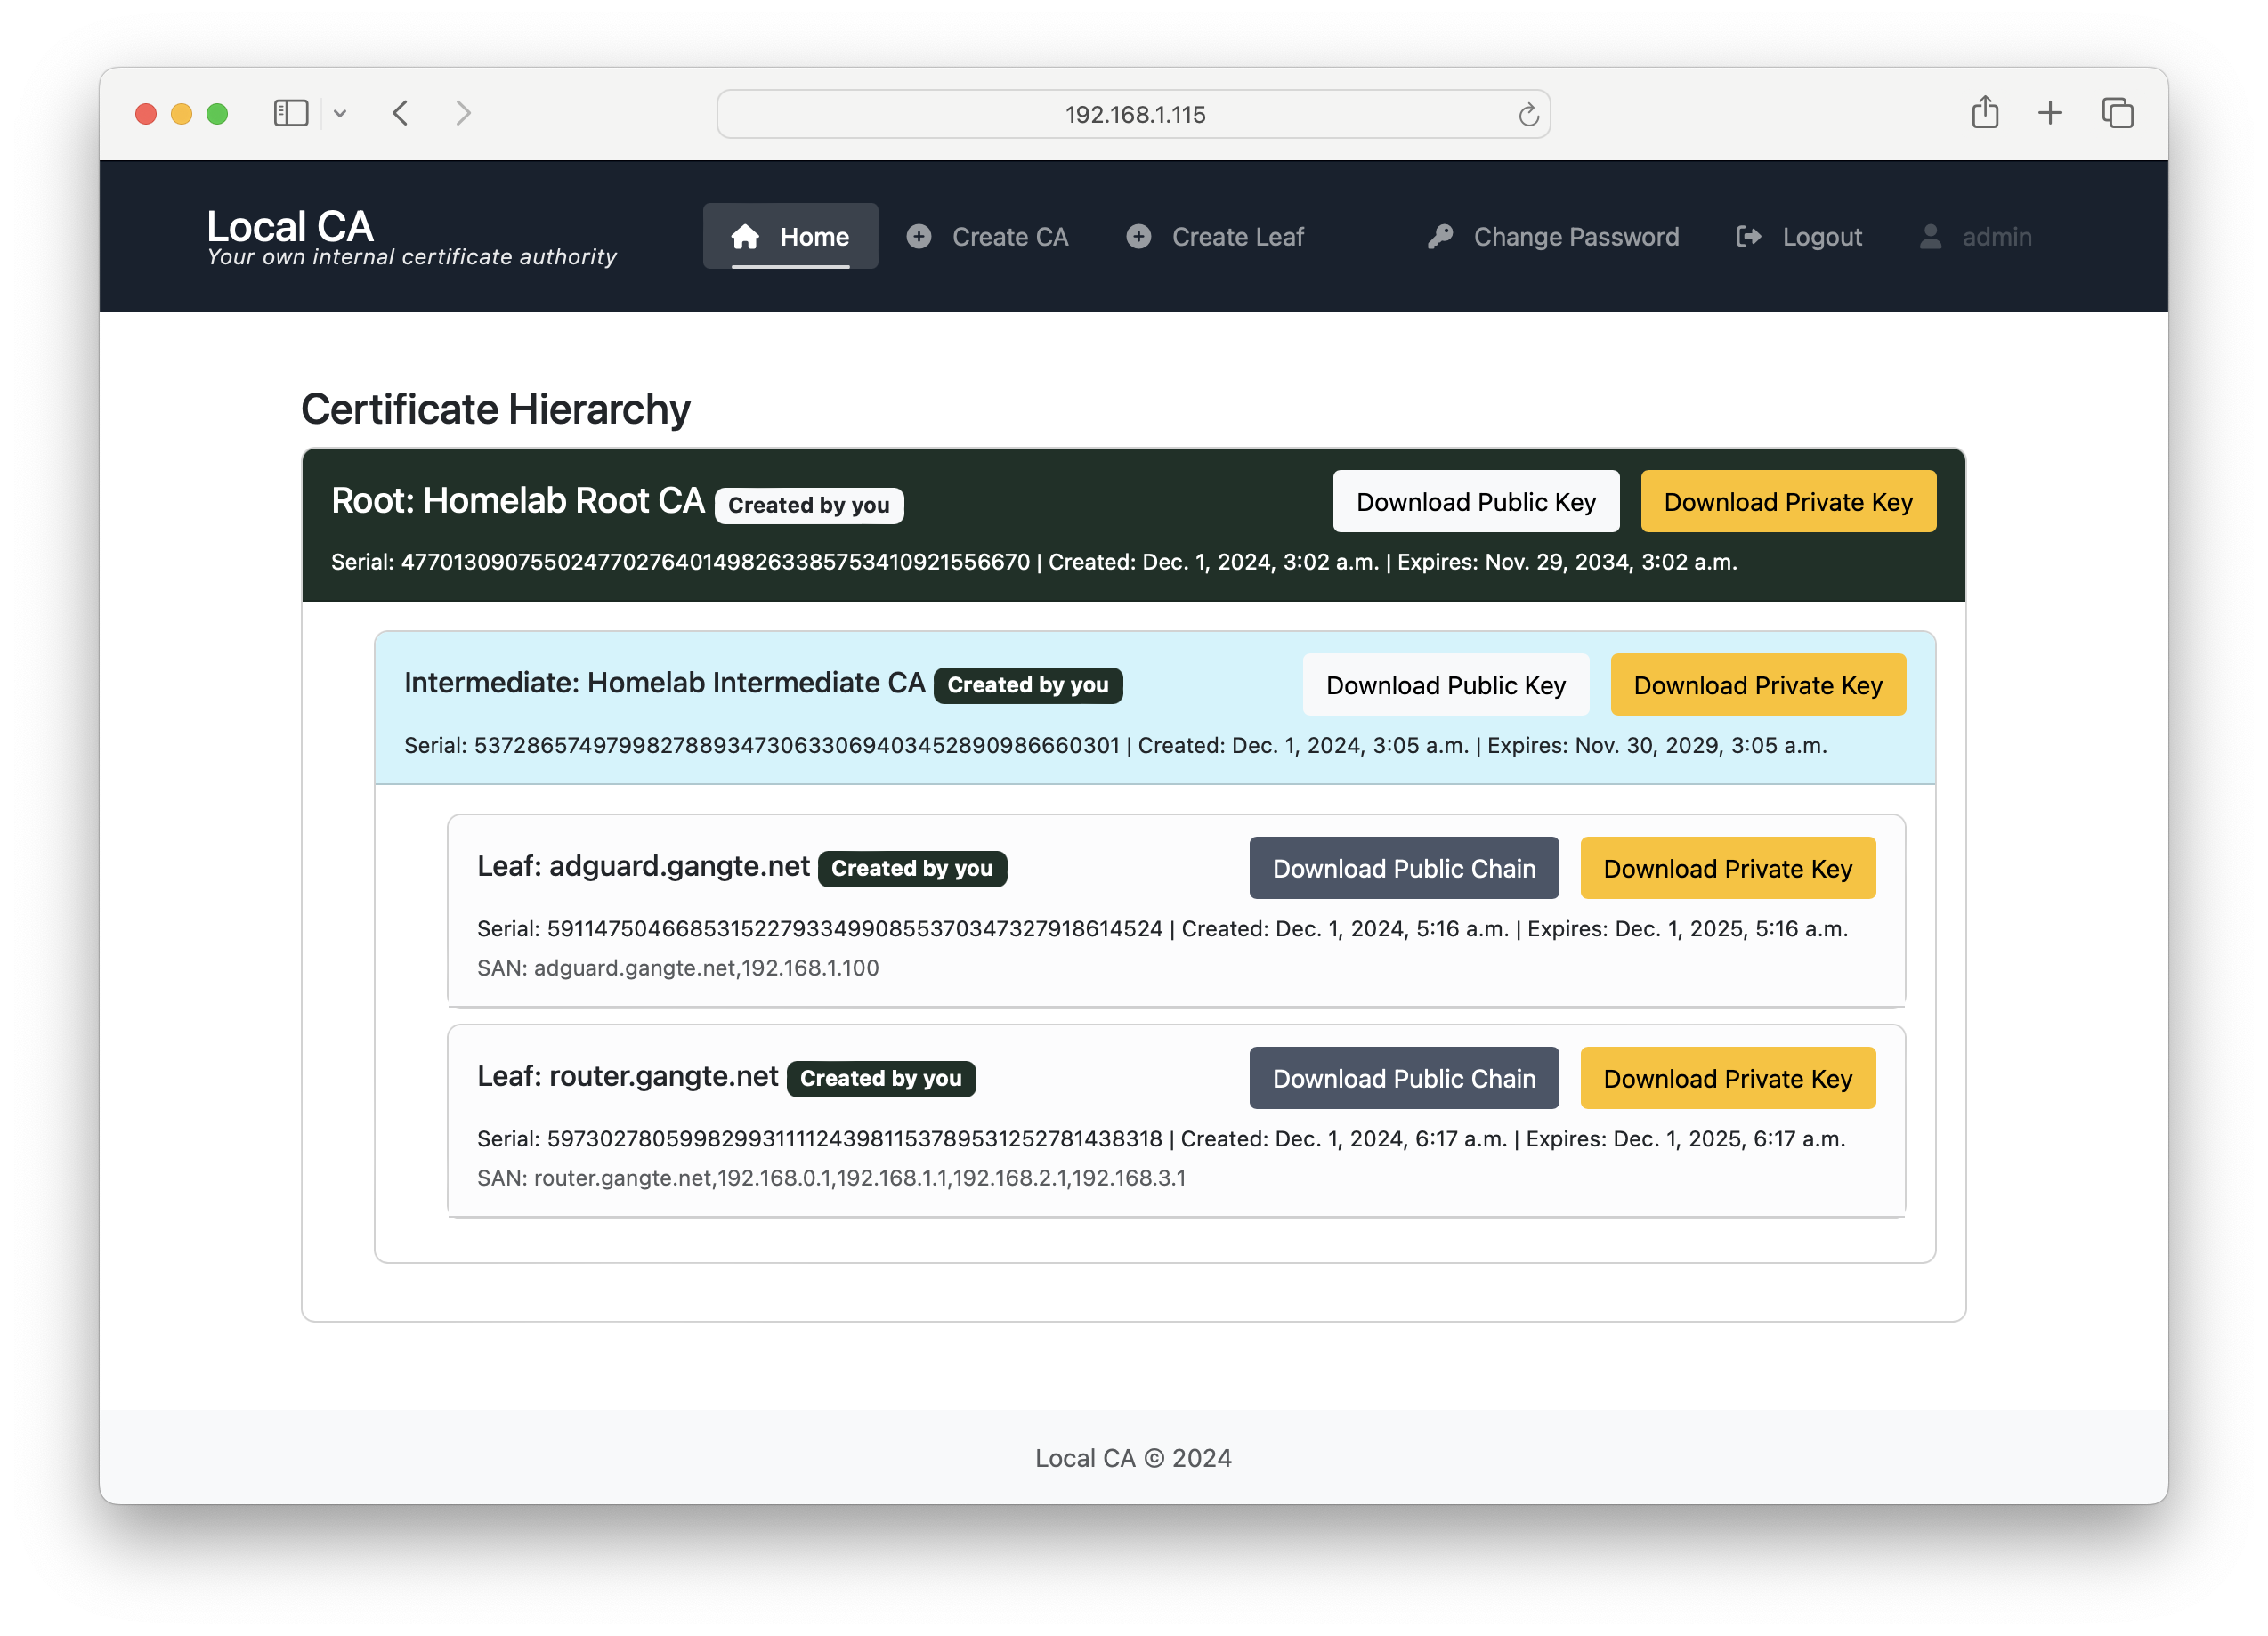 192.168.1.115
Local CA
Your own internal certificate authority
Home
Create CA
Create Leaf
Change Password
Logout
admin
Certificate Hierarchy
Root: Homelab Root CA Created by you
Download Public Key
Download Private Key
Serial: 477013090755024770276401498263385753410921556670 | Created: Dec. 1, 2024, 3:02 a.m. | Expires: Nov. 29, 2034, 3:02 a.m.
Intermediate: Homelab Intermediate CA Created by you
Download Public Key
Download Private Key
Serial: 537286574979982788934730633069403452890986660301 | Created: Dec. 1, 2024, 3:05 a.m. | Expires: Nov. 30, 2029, 3:05 a.m.
Leaf: adguard.gangte.net Created by you
Download Public Chain
Download Private Key
Serial: 591147504668531522793349908553703473279186145​24 | Created: Dec. 1, 2024, 5:16 a.m. | Expires: Dec. 1, 2025, 5:16 a.m.
SAN: adguard.gangte.net,192.168.1.100
Leaf: router.gangte.net Created by you
Download Public Chain
Download Private Key
Serial: 597302780599829931111243981153789531252781438318 | Created: Dec. 1, 2024, 6:17 a.m. | Expires: Dec. 1, 2025, 6:17 a.m.
SAN: router.gangte.net,192.168.0.1,192.168.1.1,192.168.2.1,192.168.3.1
Local CA © 2024